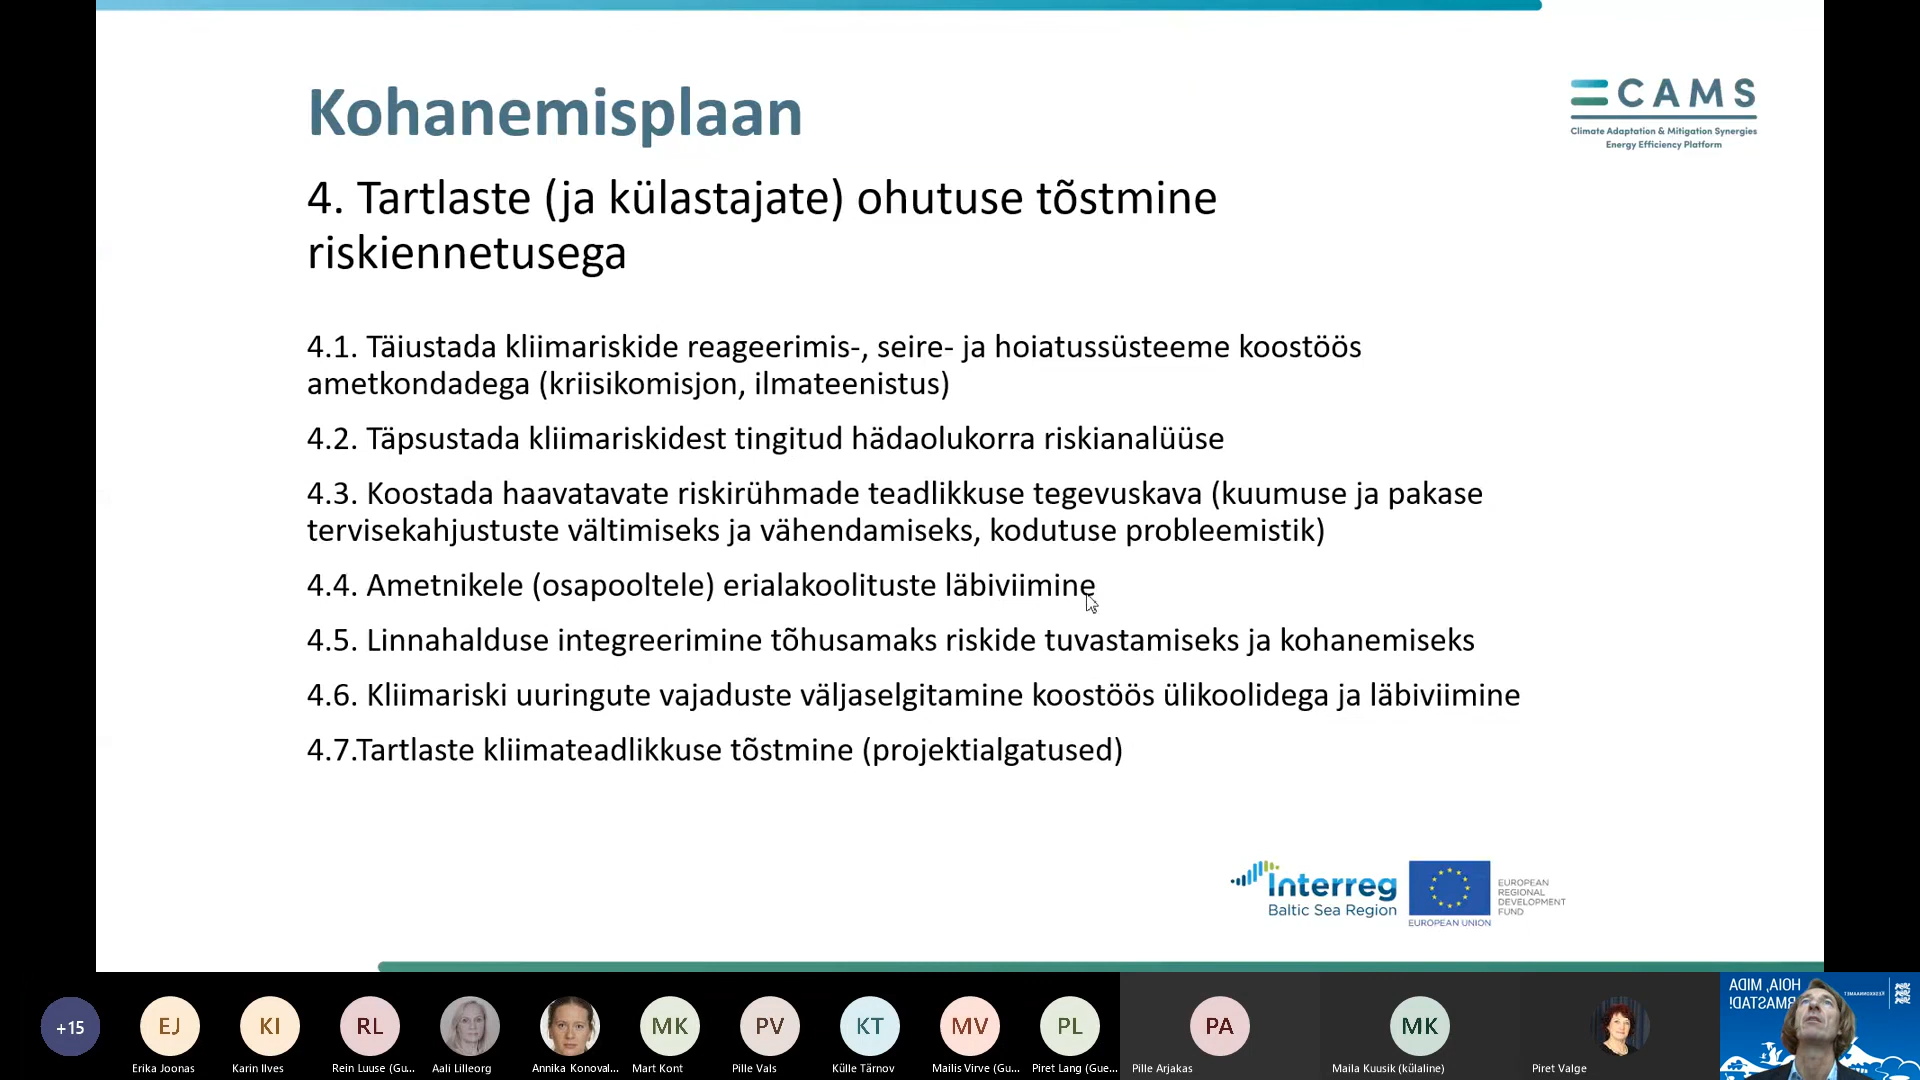 Kohanemisplaan
CAMS
Climate Adaptation & Mitigation Synergies
Energy Efficiency Platform
4. Tartlaste (ja külastajate) ohutuse tõstmine
riskiennetusega
4.1. Täiustada kliimariskide reageerimis-, seire- ja hoiatussüsteeme koostöös
ametkondadega (kriisikomisjon, ilmateenistus)
4.2. Täpsustada kliimariskidest tingitud hädaolukorra riskianalüüse
4.3. Koostada haavatavate riskirühmade teadlikkuse tegevuskava (kuumuse ja pakase
tervisekahjustuste vältimiseks ja vähendamiseks, kodutuse probleemistik)
4.4. Ametnikele (osapooltele) erialakoolituste läbiviimine
4.5. Linnahalduse integreerimine tõhusamaks riskide tuvastamiseks ja kohanemiseks
4.6. Kliimariski uuringute vajaduste väljaselgitamine koostöös ülikoolidega ja läbiviimine
4.7.Tartlaste kliimateadlikkuse tõstmine (projektialgatused)
Interreg
Baltic Sea Region
EUROPEAN UNION
EUROPEAN
REGIONAL
DEVELOPMENT
FUND
+15
EJ
KI
RL
MK
PV
KT
MV
PL
PA
MK
Erika Joonas
Karin Ilves
Rein Luuse (Gu...
Aali Lilleorg
Annika Konoval...
Mart Kont
Pille Vals
Külle Tärnov
Mailis Virve (Gu...
Piret Lang (Gue...
Pille Arjakas
Maila Kuusik (külaline)
Piret Valge
HOIA, MIDA
ARMASTAD!
KESKKONNAAMET